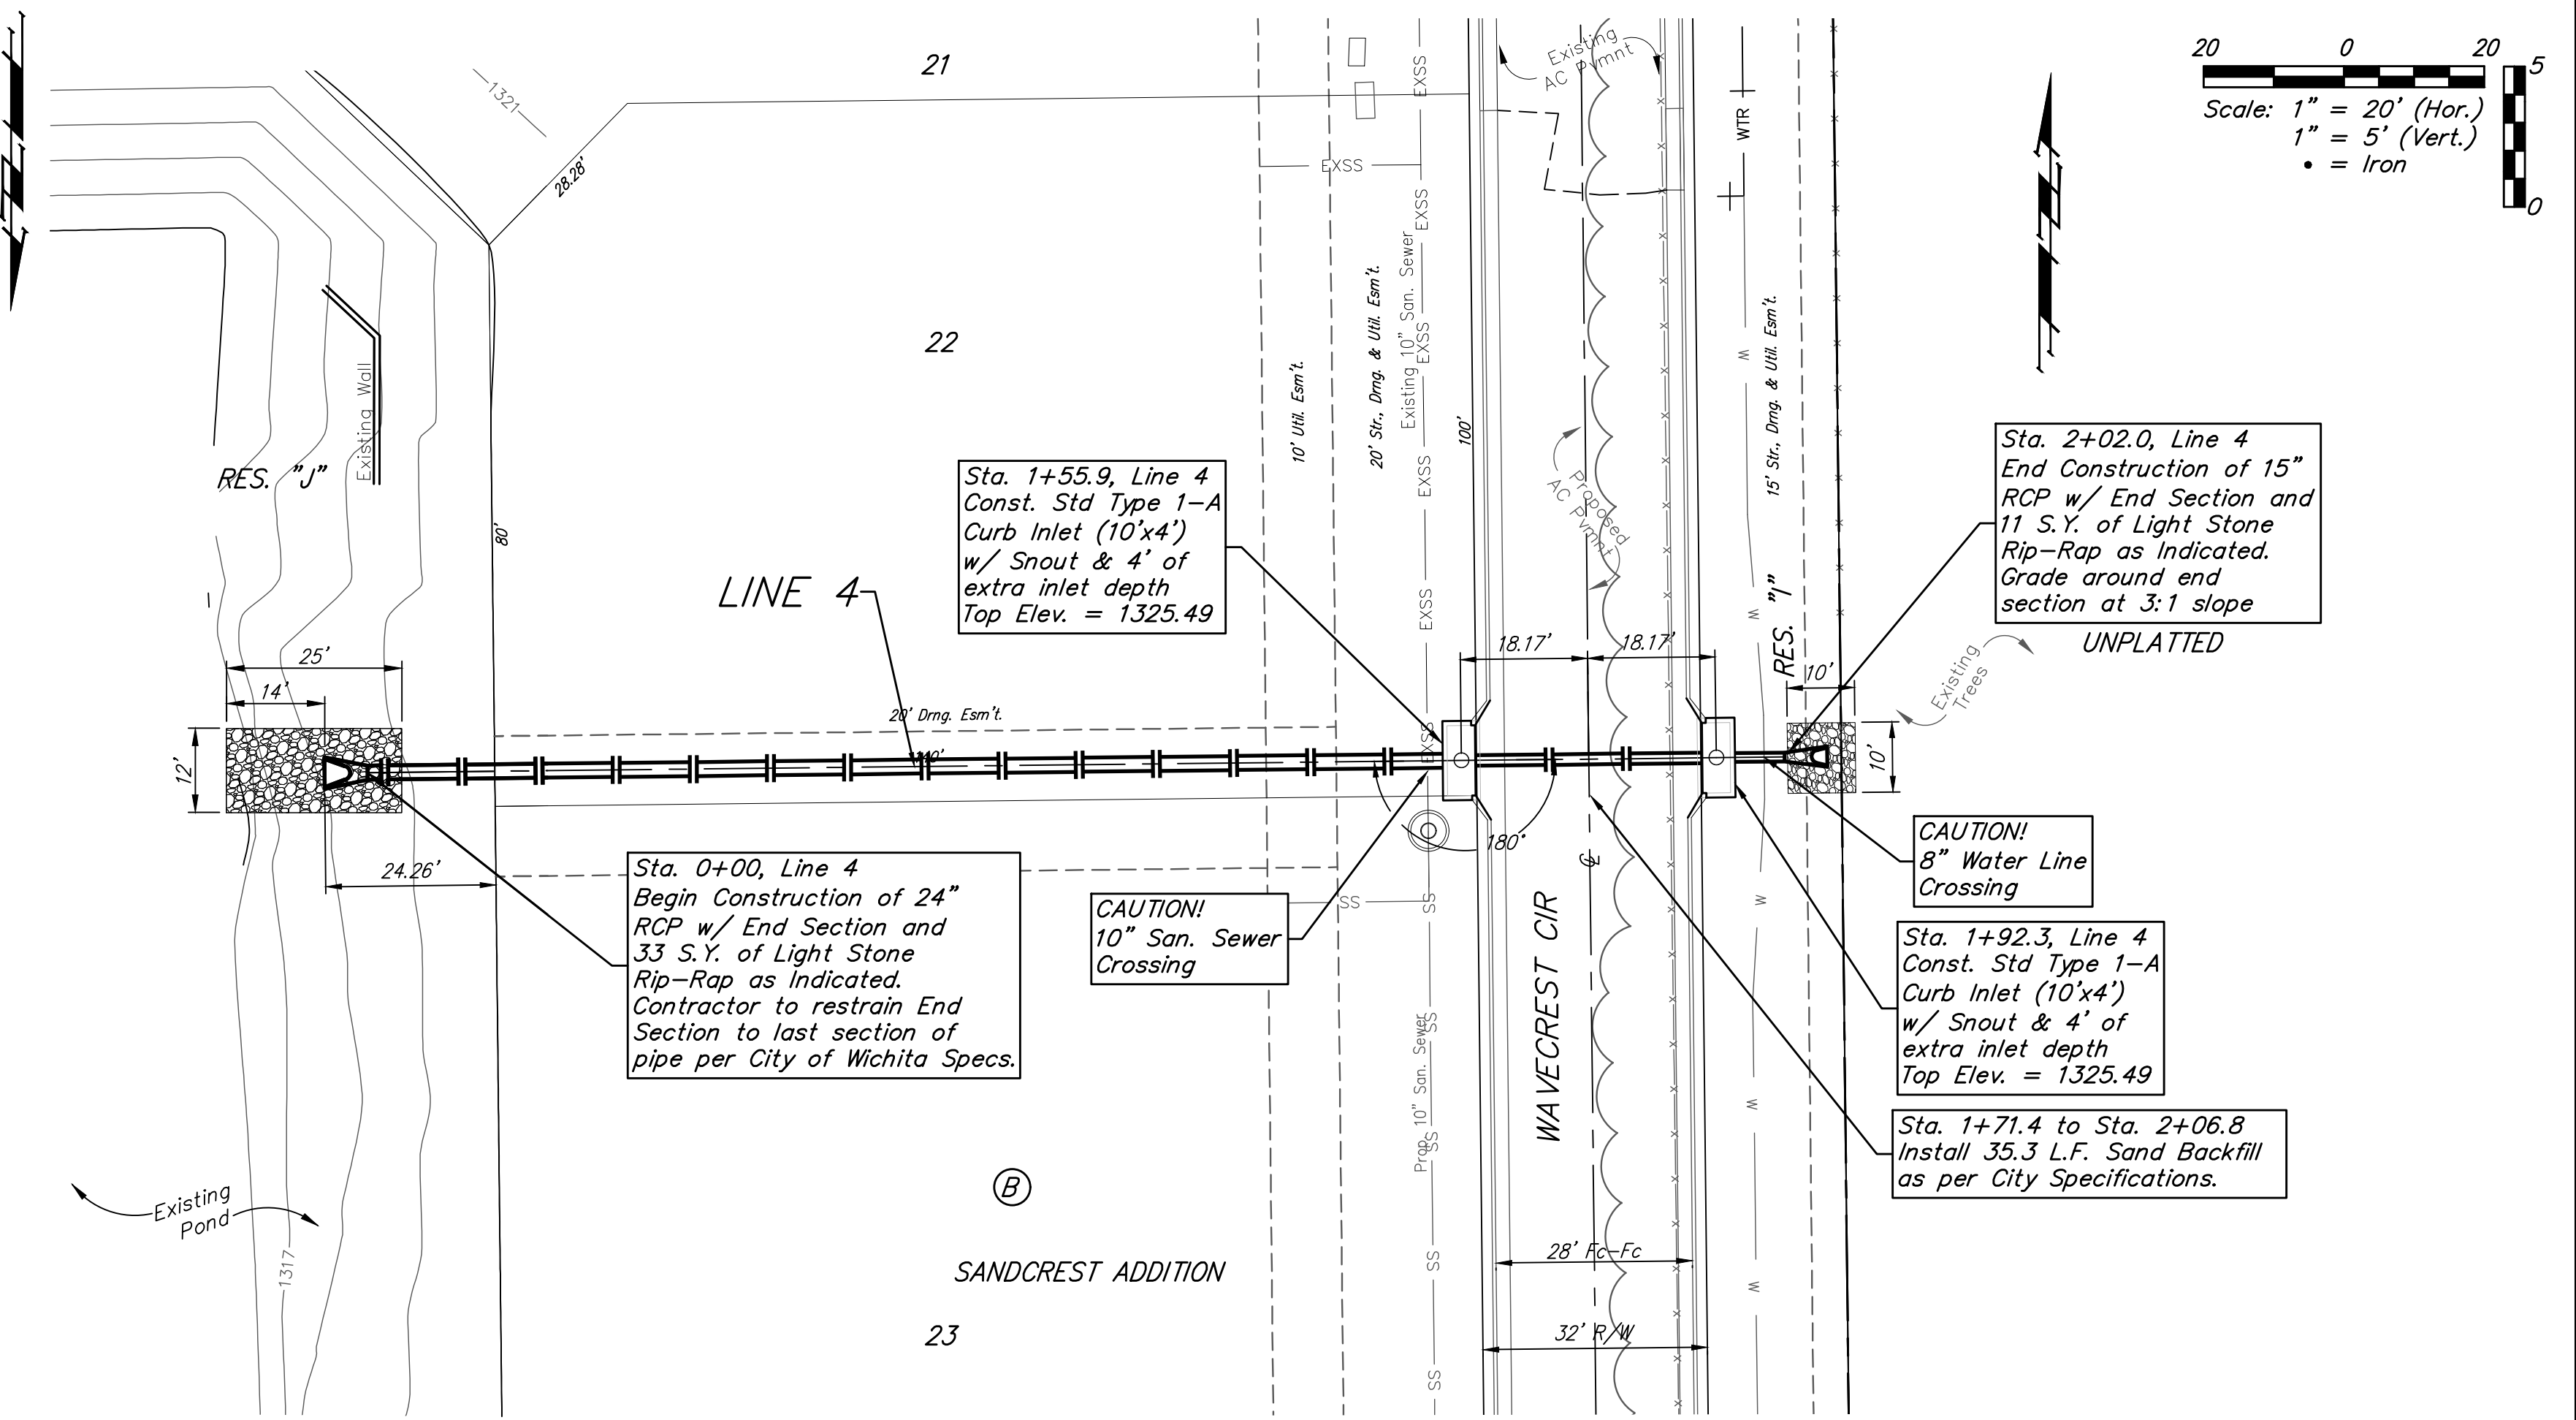 21
1321
28.28'
EXSS
EXSS
EXSS
EXSS
EXSS
EXSS
EXSS
EXSS
Existing
AC Pvmnt
WTR
20 0 20
5
0
Scale: 1" = 20' (Hor.)
1" = 5' (Vert.)
• = Iron
22
Existing Wall
RES. "J"
80'
10' Util. Esm't.
20' Str., Drng. & Util. Esm't.
Existing 10" San. Sewer
100'
15' Str., Drng. & Util. Esm't.
W
W
W
W
W
W
Proposed
AC Pvmnt
RES. "I"
Sta. 1+55.9, Line 4
Const. Std Type 1-A
Curb Inlet (10'x4')
w/ Snout & 4' of
extra inlet depth
Top Elev. = 1325.49
Sta. 2+02.0, Line 4
End Construction of 15"
RCP w/ End Section and
11 S.Y. of Light Stone
Rip-Rap as Indicated.
Grade around end
section at 3:1 slope
UNPLATTED
Existing
Trees
LINE 4
25'
14'
12'
24.26'
20' Drng. Esm't.
18.17'
18.17'
10'
10'
180°
℄
Sta. 0+00, Line 4
Begin Construction of 24"
RCP w/ End Section and
33 S.Y. of Light Stone
Rip-Rap as Indicated.
Contractor to restrain End
Section to last section of
pipe per City of Wichita Specs.
CAUTION!
10" San. Sewer
Crossing
CAUTION!
8" Water Line
Crossing
Sta. 1+92.3, Line 4
Const. Std Type 1-A
Curb Inlet (10'x4')
w/ Snout & 4' of
extra inlet depth
Top Elev. = 1325.49
Sta. 1+71.4 to Sta. 2+06.8
Install 35.3 L.F. Sand Backfill
as per City Specifications.
SS
SS
SS
SS
SS
SS
Prop. 10" San. Sewer
WAVECREST CIR
B
Existing
Pond
1317
SANDCREST ADDITION
28' Fc-Fc
23
32' R/W